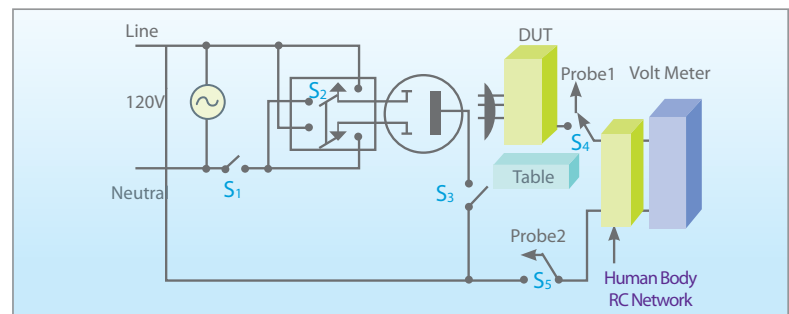 Line
120V
Neutral
S1
S2
S3
DUT
Probe1
Volt Meter
S4
Table
Probe2
S5
Human Body
RC Network